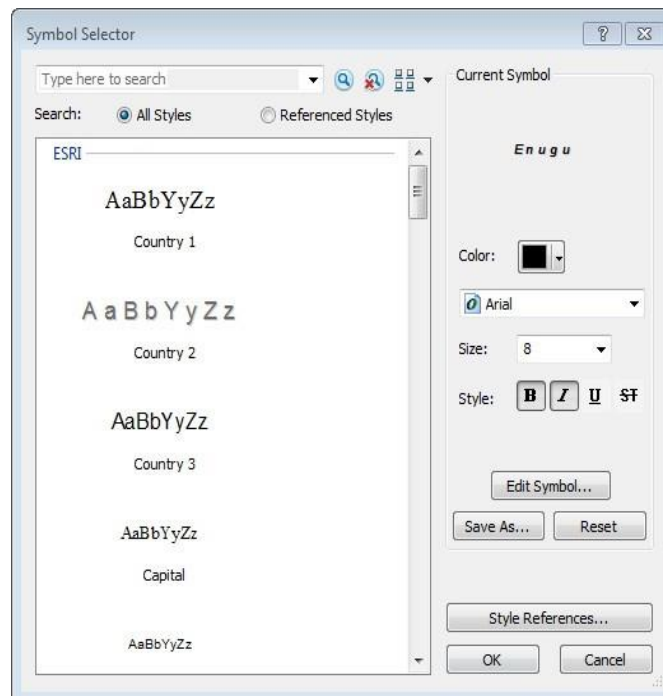 Symbol Selector
Type here to search
Search: All Styles Referenced Styles
ESRI
AaBbYyZz
Country 1
AaBbYyZz
Country 2
AaBbYyZz
Country 3
AaBbYyZz
Capital
AaBbYyZz
Current Symbol
Enugu
Color:
Arial
Size: 8
Style: B I U ST
Edit Symbol...
Save As... Reset
Style References...
OK Cancel